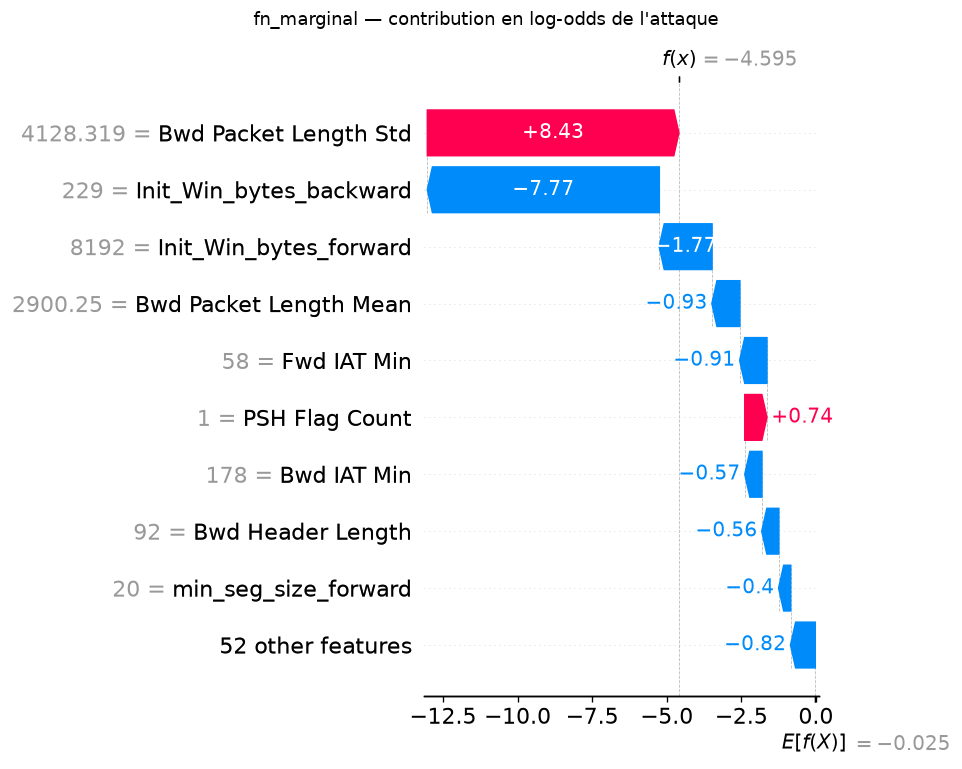 fn_marginal — contribution en log-odds de l'attaque
f(x) = −4.595
4128.319 = Bwd Packet Length Std
+8.43
229 = Init_Win_bytes_backward
−7.77
8192 = Init_Win_bytes_forward
−1.77
2900.25 = Bwd Packet Length Mean
−0.93
58 = Fwd IAT Min
−0.91
1 = PSH Flag Count
+0.74
178 = Bwd IAT Min
−0.57
92 = Bwd Header Length
−0.56
20 = min_seg_size_forward
−0.4
52 other features
−0.82
−12.5 −10.0 −7.5 −5.0 −2.5 0.0
E[f(X)] = −0.025